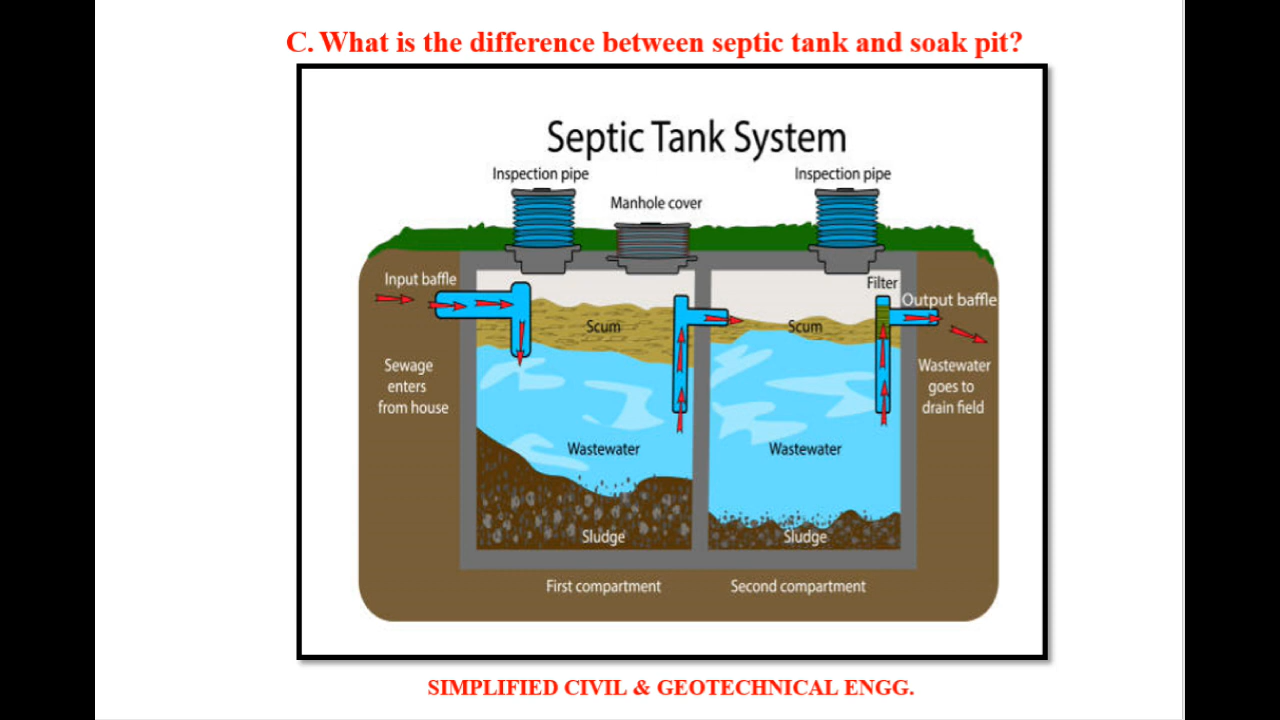 C. What is the difference between septic tank and soak pit?
Septic Tank System
Inspection pipe
Inspection pipe
Manhole cover
Input baffle
Filter
Output baffle
Scum
Scum
Sewage
enters
from house
Wastewater
goes to
drain field
Wastewater
Wastewater
Sludge
Sludge
First compartment
Second compartment
SIMPLIFIED CIVIL & GEOTECHNICAL ENGG.